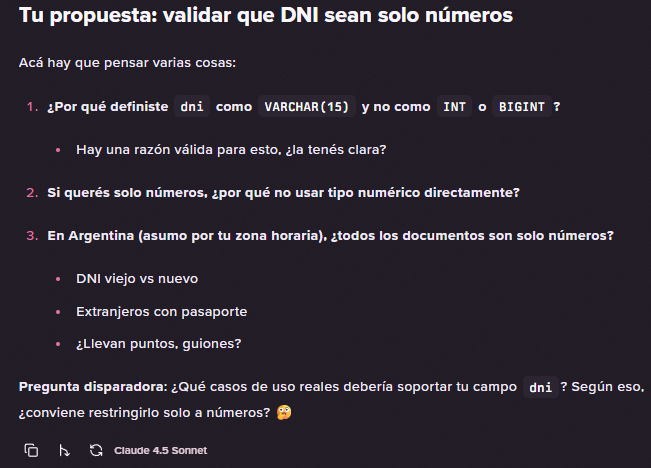 Tu propuesta: validar que DNI sean solo números
Acá hay que pensar varias cosas:
1. ¿Por qué definiste dni como VARCHAR(15) y no como INT o BIGINT ?
• Hay una razón válida para esto, ¿la tenés clara?
2. Si querés solo números, ¿por qué no usar tipo numérico directamente?
3. En Argentina (asumo por tu zona horaria), ¿todos los documentos son solo números?
• DNI viejo vs nuevo
• Extranjeros con pasaporte
• ¿Llevan puntos, guiones?
Pregunta disparadora: ¿Qué casos de uso reales debería soportar tu campo dni ? Según eso,
¿conviene restringirlo solo a números? 🤔
Claude 4.5 Sonnet